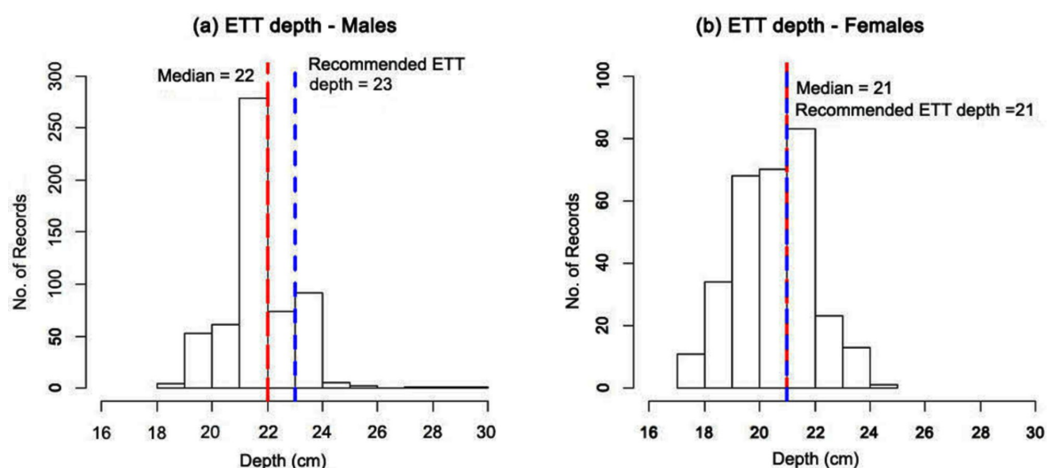 (a) ETT depth - Males
Median = 22
Recommended ETT
depth = 23
No. of Records
300
250
200
150
100
50
0
16 18 20 22 24 26 28 30
Depth (cm)
(b) ETT depth - Females
Median = 21
Recommended ETT depth =21
No. of Records
100
80
60
40
20
0
16 18 20 22 24 26 28 30
Depth (cm)